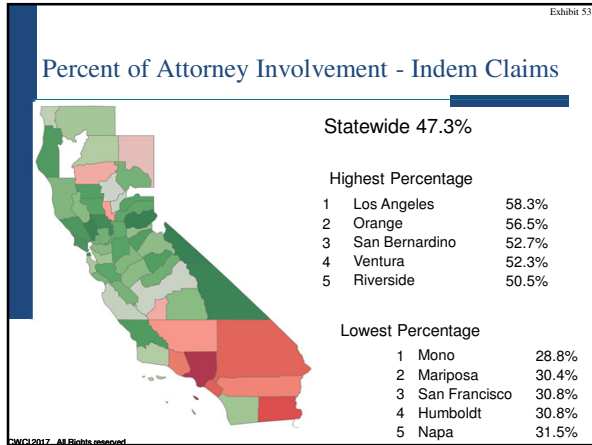 Exhibit 53
Percent of Attorney Involvement - Indem Claims
Statewide 47.3%
Highest Percentage
1 Los Angeles 58.3%
2 Orange 56.5%
3 San Bernardino 52.7%
4 Ventura 52.3%
5 Riverside 50.5%
Lowest Percentage
1 Mono 28.8%
2 Mariposa 30.4%
3 San Francisco 30.8%
4 Humboldt 30.8%
5 Napa 31.5%
CWCI 2017 All Rights reserved